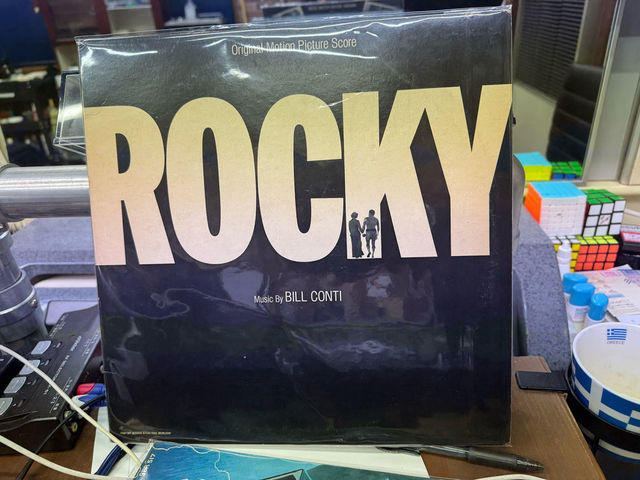 Original Motion Picture Score
ROCKY
Music By BILL CONTI
GREECE